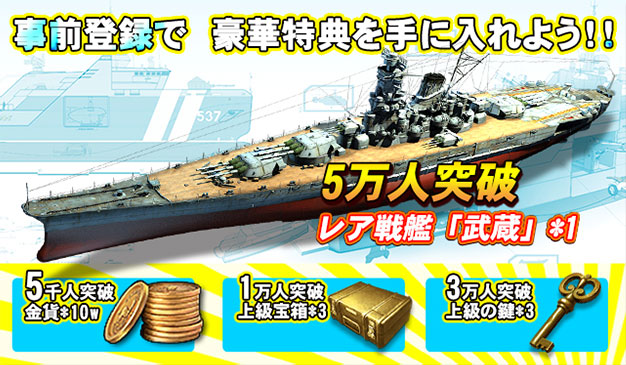 事前登録で 豪華特典を手に入れよう!!
537
5万人突破
レア戦艦「武蔵」*1
5千人突破
金貨*10w
1万人突破
上級宝箱*3
3万人突破
上級の鍵*3